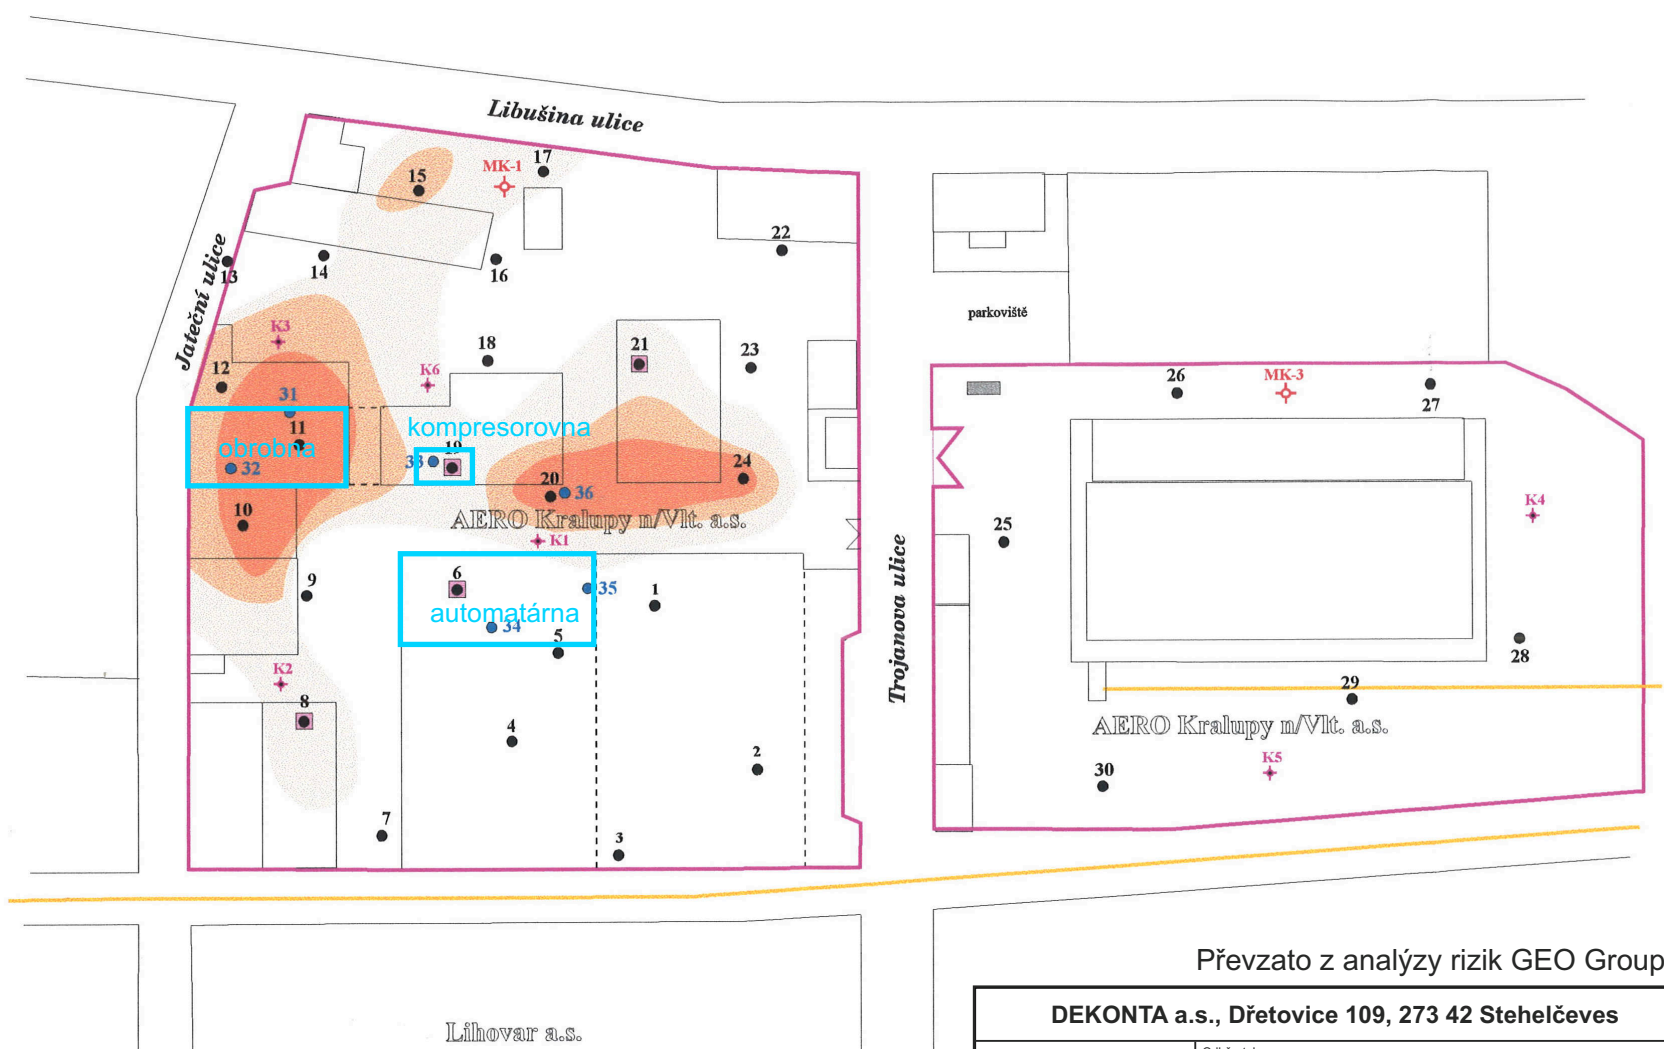 Libušina ulice
17
MK-1
15
22
Jateční ulice
13
14
16
K3
parkoviště
18
21
23
12
K6
26
MK-3
27
31
11
kompresorovna
obrobna
19
33
32
24
20
36
10
AERO Kralupy n/Vlt. a.s.
K4
25
K1
Trojanova ulice
6
9
35
1
automatárna
34
5
28
K2
29
8
4
AERO Kralupy n/Vlt. a.s.
2
K5
30
7
3
Převzato z analýzy rizik GEO Group
DEKONTA a.s., Dřetovice 109, 273 42 Stehelčeves
Lihovar a.s.